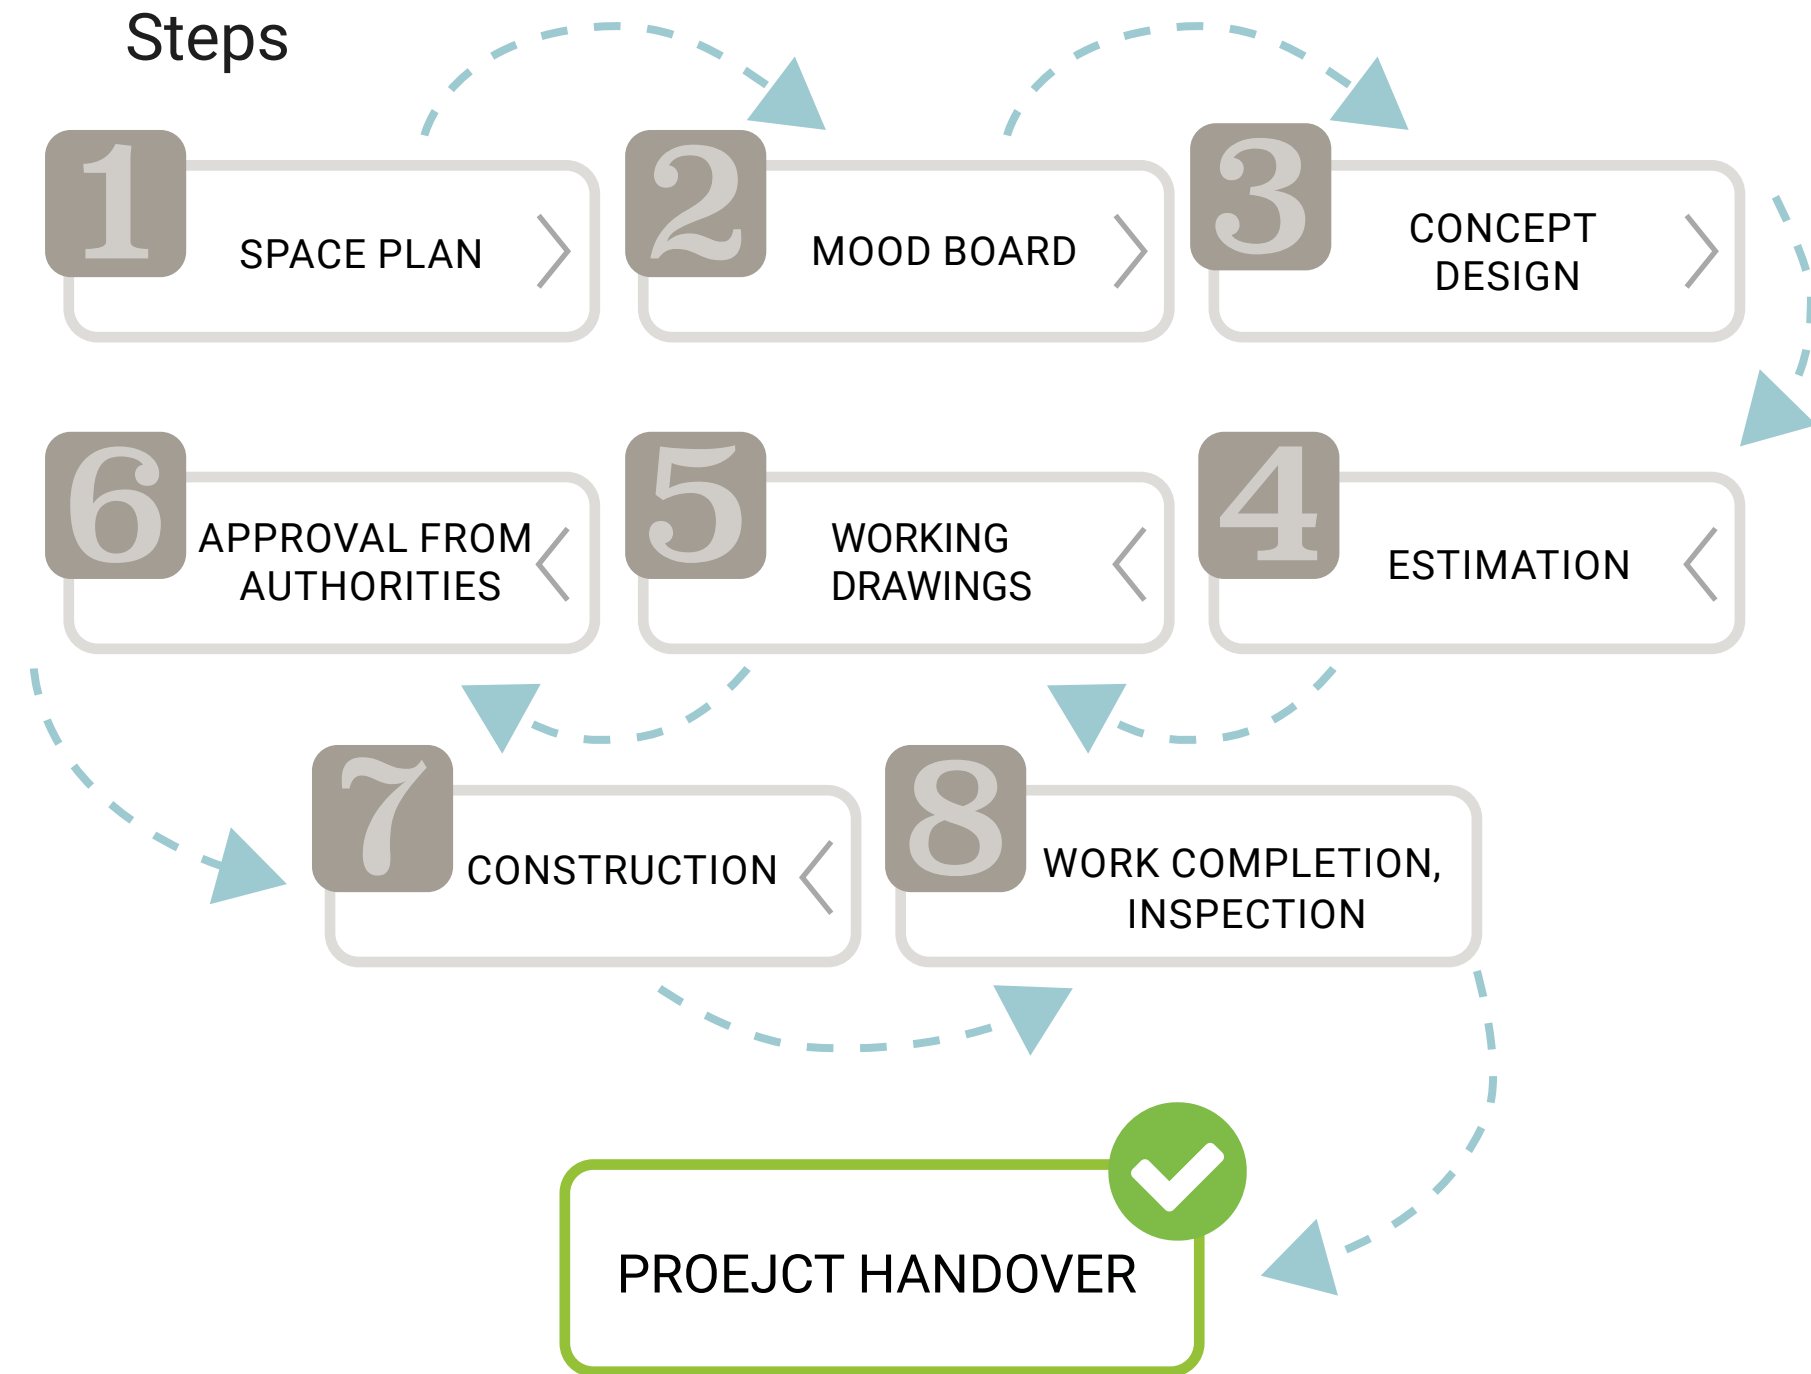 Steps
1
SPACE PLAN
2
MOOD BOARD
3
CONCEPT
DESIGN
4
ESTIMATION
5
WORKING
DRAWINGS
6
APPROVAL FROM
AUTHORITIES
7
CONSTRUCTION
8
WORK COMPLETION,
INSPECTION
PROEJCT HANDOVER